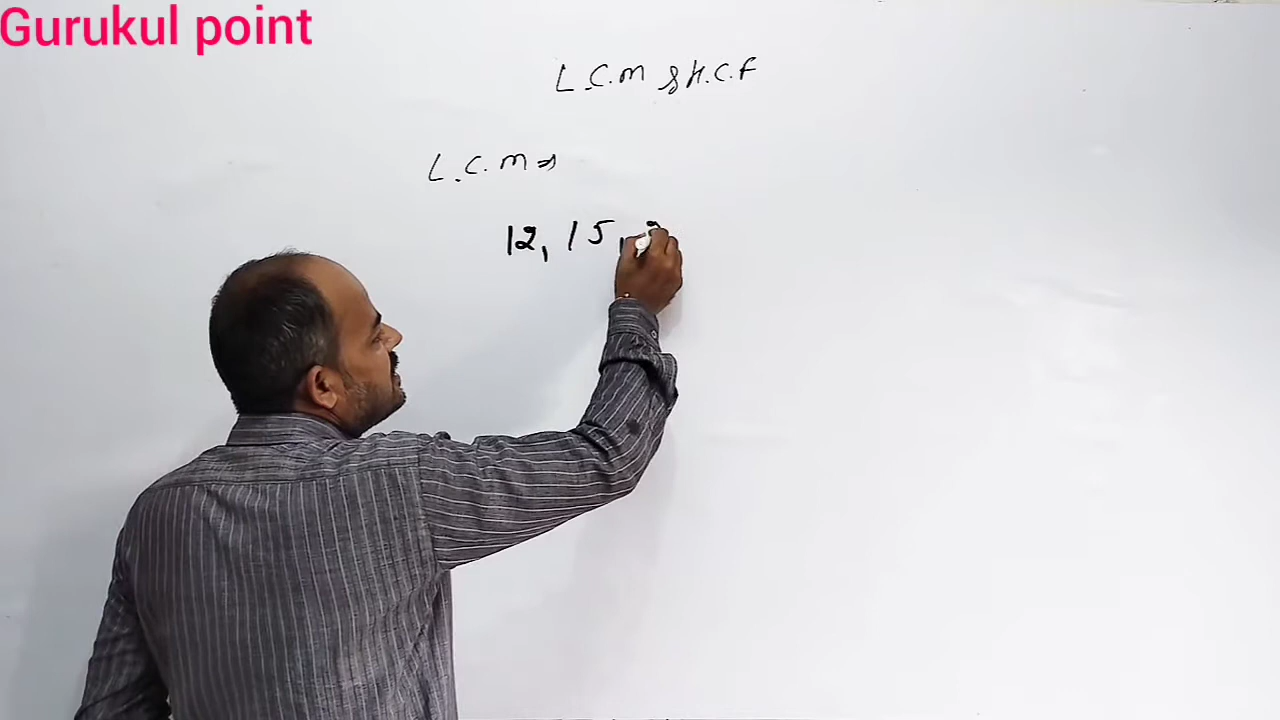 Gurukul point
L.C.M & H.C.F
L.C.M ⇒
12, 15,